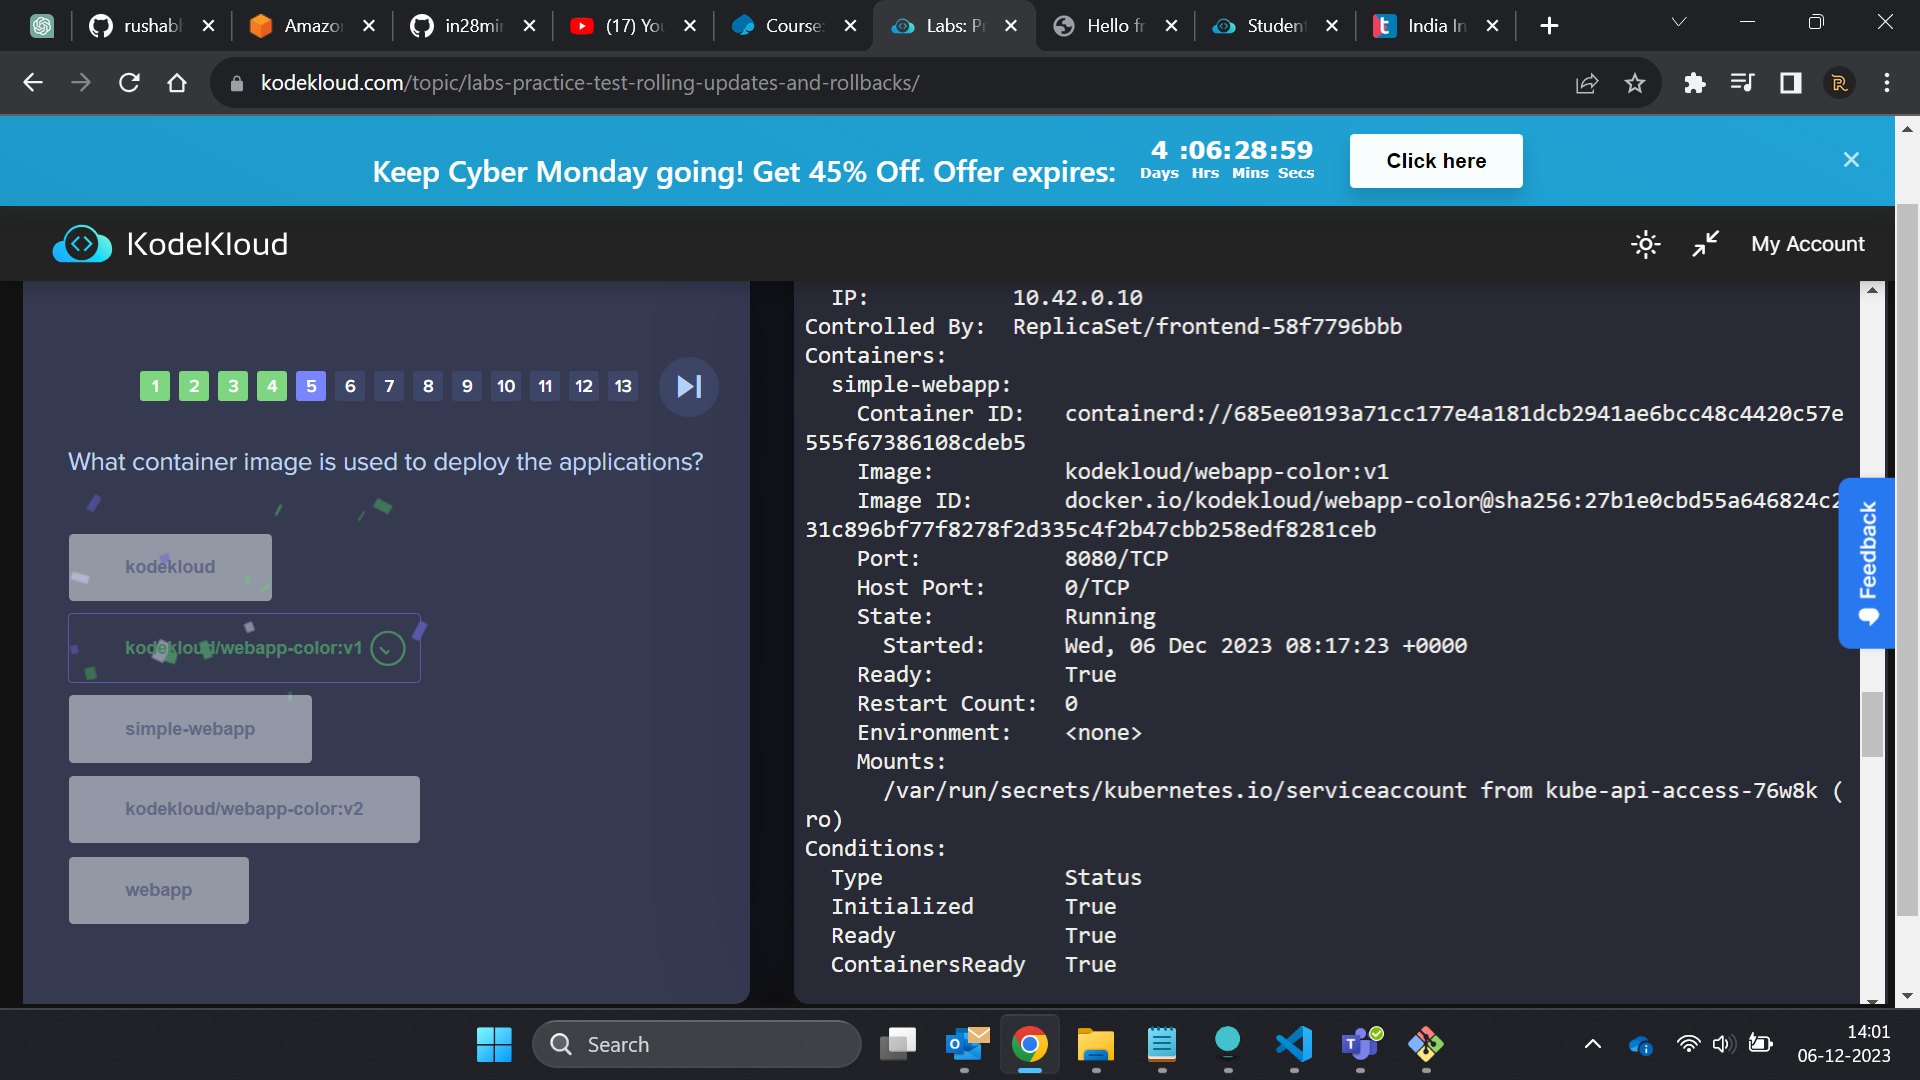 rushabh
Amazon
in28min
(17) You
Course:
Labs: Pr
Hello fr
Student
India In
kodekloud.com/topic/labs-practice-test-rolling-updates-and-rollbacks/
Keep Cyber Monday going! Get 45% Off. Offer expires:
4 :06:28:59
Days Hrs Mins Secs
Click here
KodeKloud
My Account
1 2 3 4 5 6 7 8 9 10 11 12 13
What container image is used to deploy the applications?
kodekloud
kodekloud/webapp-color:v1
simple-webapp
kodekloud/webapp-color:v2
webapp
IP: 10.42.0.10
Controlled By: ReplicaSet/frontend-58f7796bbb
Containers:
simple-webapp:
Container ID: containerd://685ee0193a71cc177e4a181dcb2941ae6bcc48c4420c57e
555f67386108cdeb5
Image: kodekloud/webapp-color:v1
Image ID: docker.io/kodekloud/webapp-color@sha256:27b1e0cbd55a646824c2
31c896bf77f8278f2d335c4f2b47cbb258edf8281ceb
Port: 8080/TCP
Host Port: 0/TCP
State: Running
Started: Wed, 06 Dec 2023 08:17:23 +0000
Ready: True
Restart Count: 0
Environment: <none>
Mounts:
/var/run/secrets/kubernetes.io/serviceaccount from kube-api-access-76w8k (
ro)
Conditions:
Type Status
Initialized True
Ready True
ContainersReady True
Feedback
Search
14:01
06-12-2023